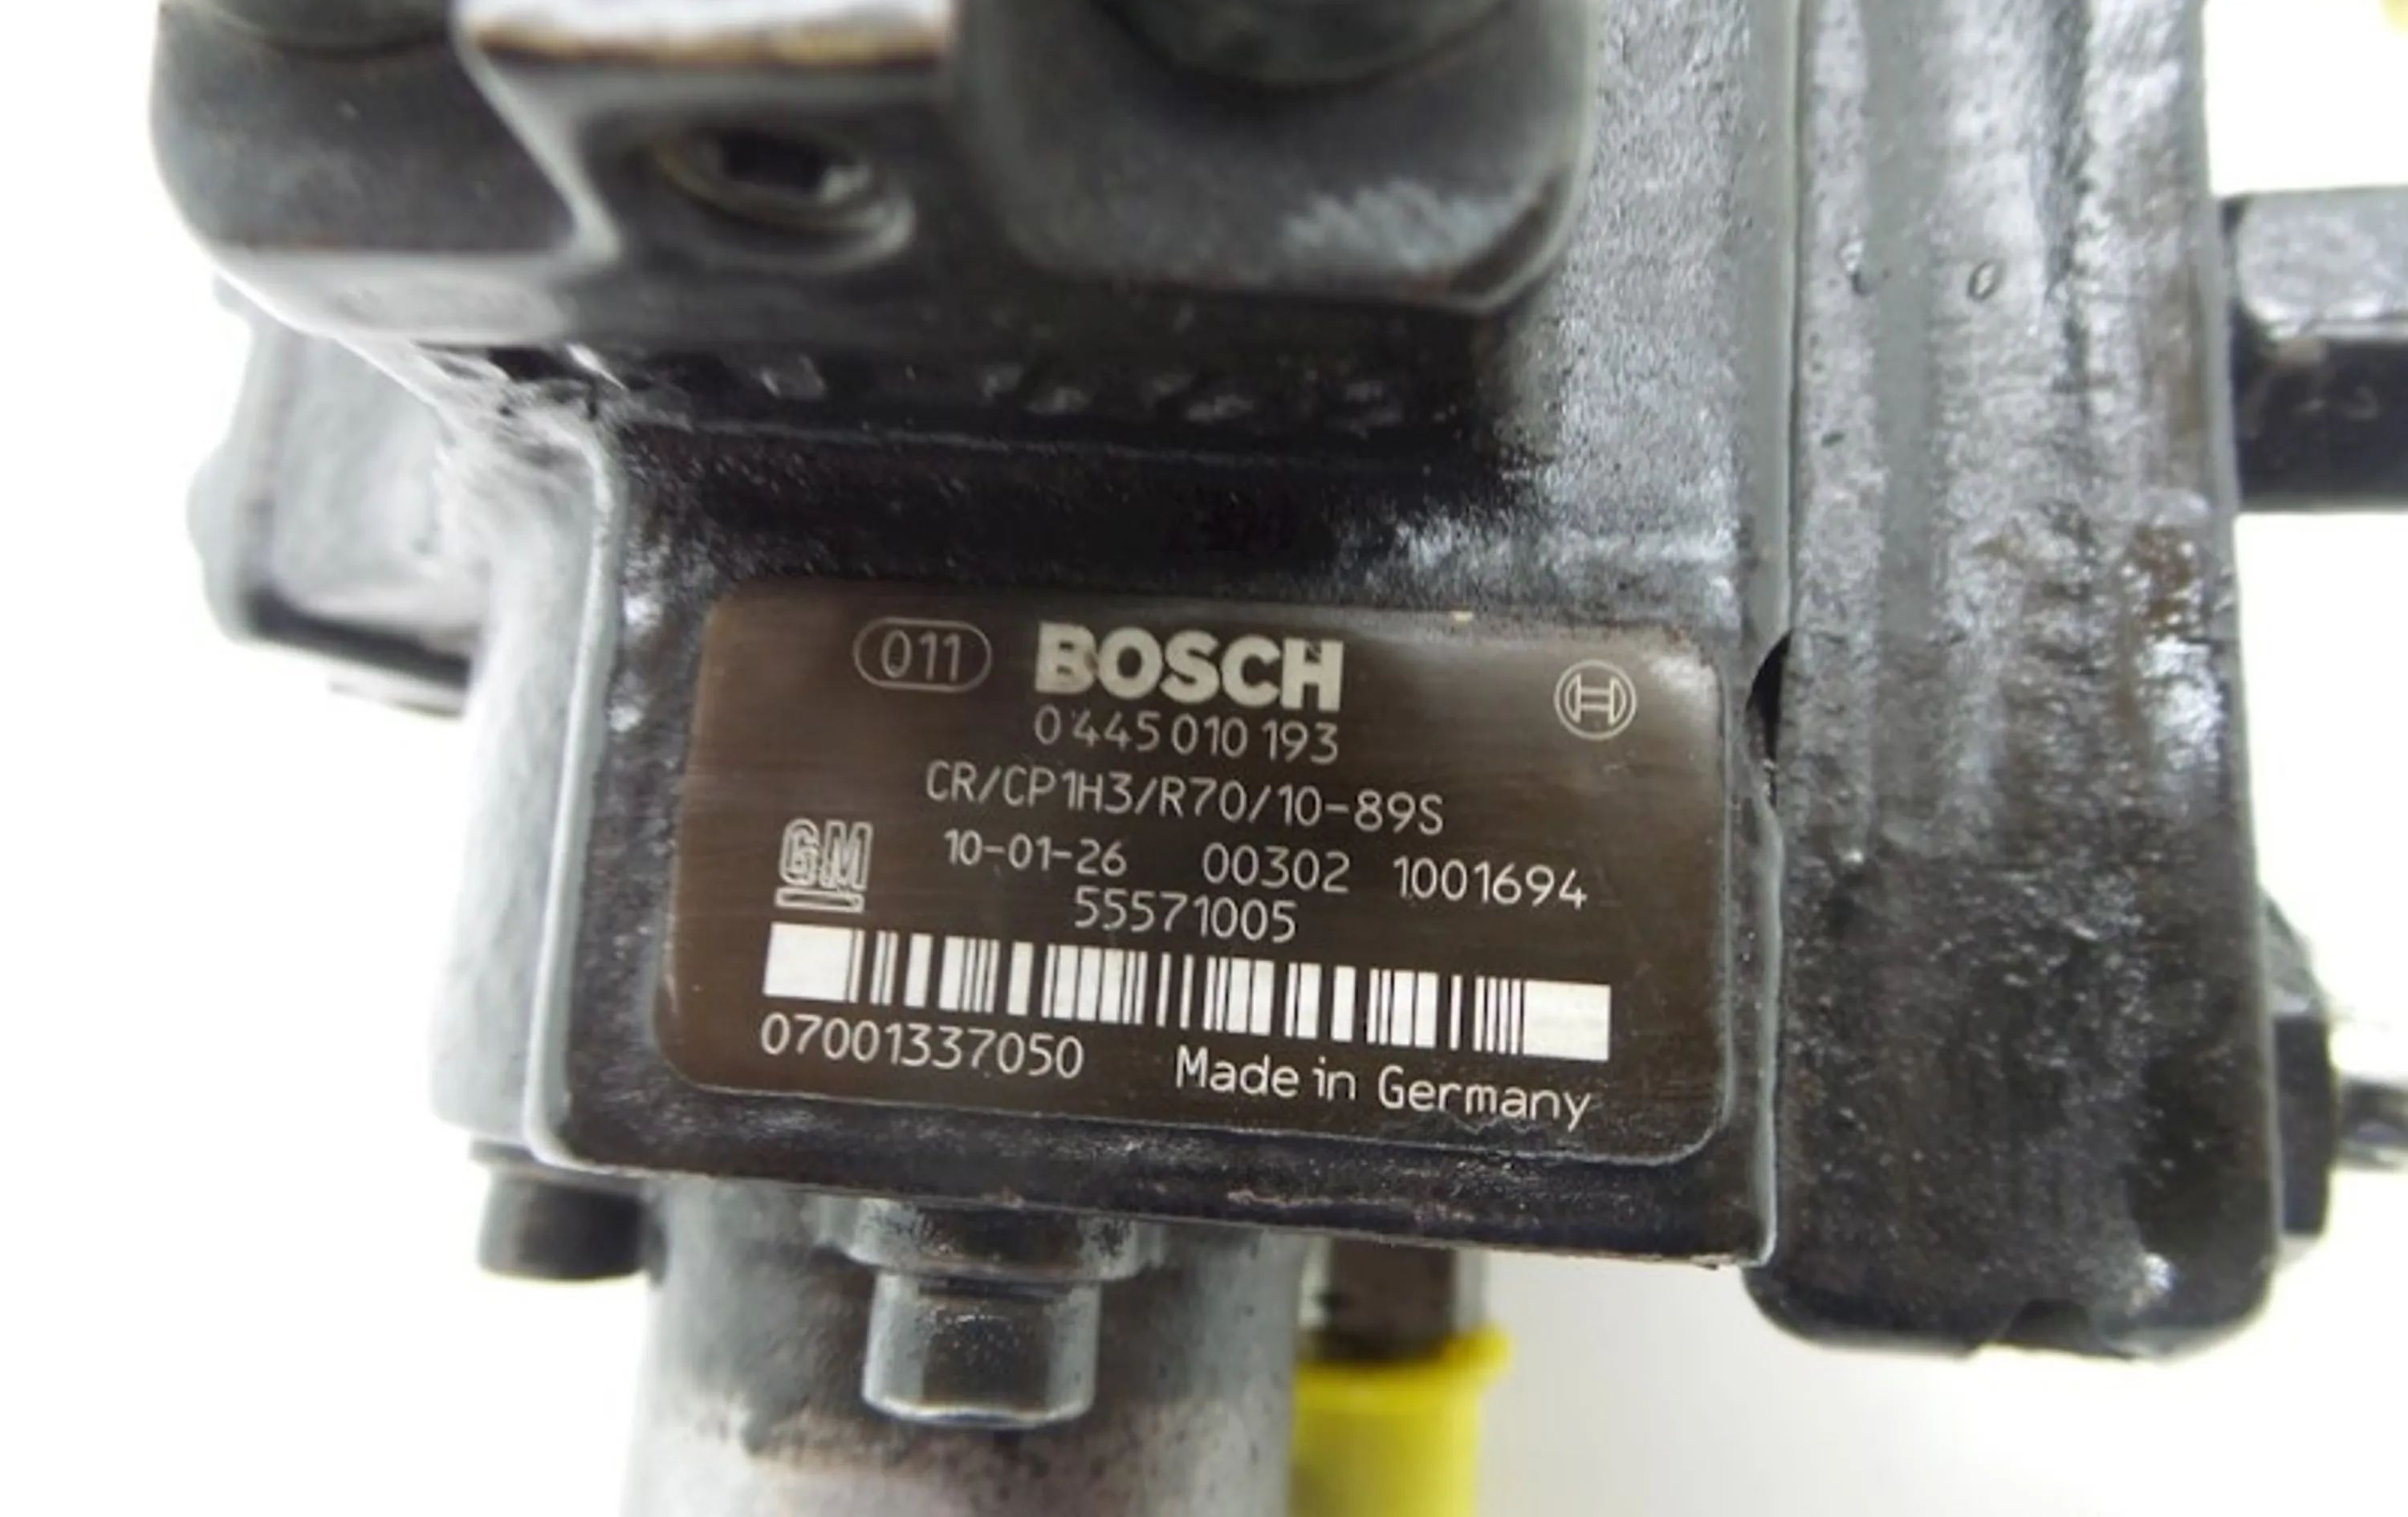 011 BOSCH
0 445 010 193
CR/CP1H3/R70/10-89S
GM 10-01-26 00302 1001694
55571005
07001337050 Made in Germany